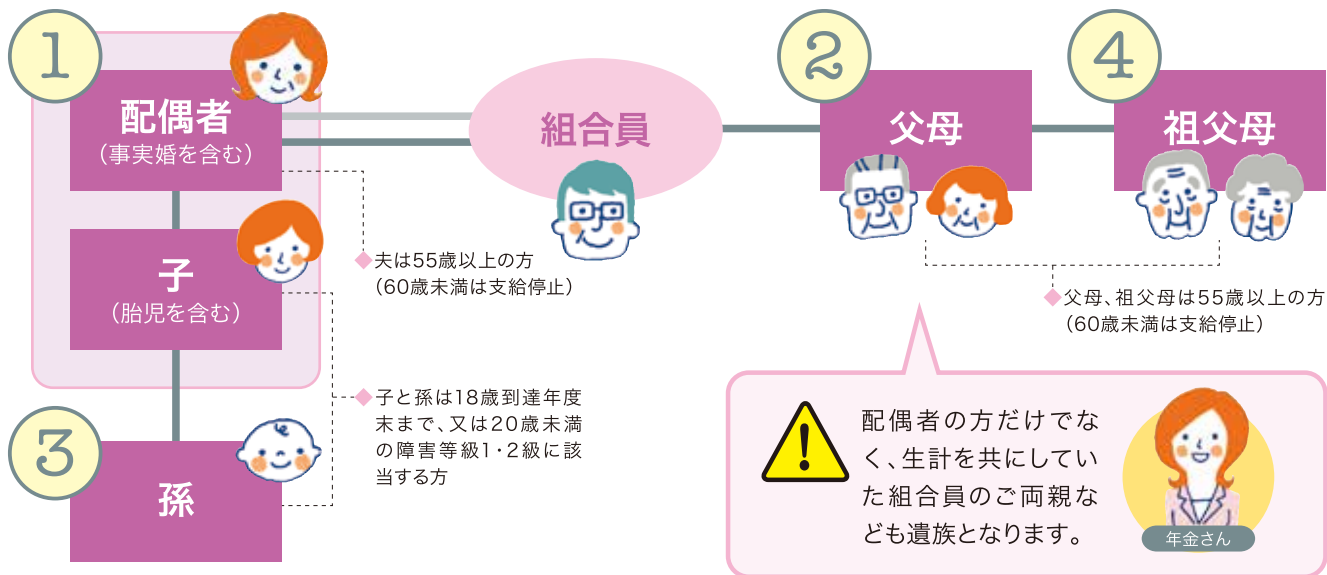 1
配偶者
（事実婚を含む）
子
（胎児を含む）
3
孫
組合員
◆夫は55歳以上の方
（60歳未満は支給停止）
◆子と孫は18歳到達年度
末まで、又は20歳未満
の障害等級1・2級に該
当する方
2
父母
4
祖父母
◆父母、祖父母は55歳以上の方
（60歳未満は支給停止）
!
配偶者の方だけでな
く、生計を共にしてい
た組合員のご両親な
ども遺族となります。
年金さん